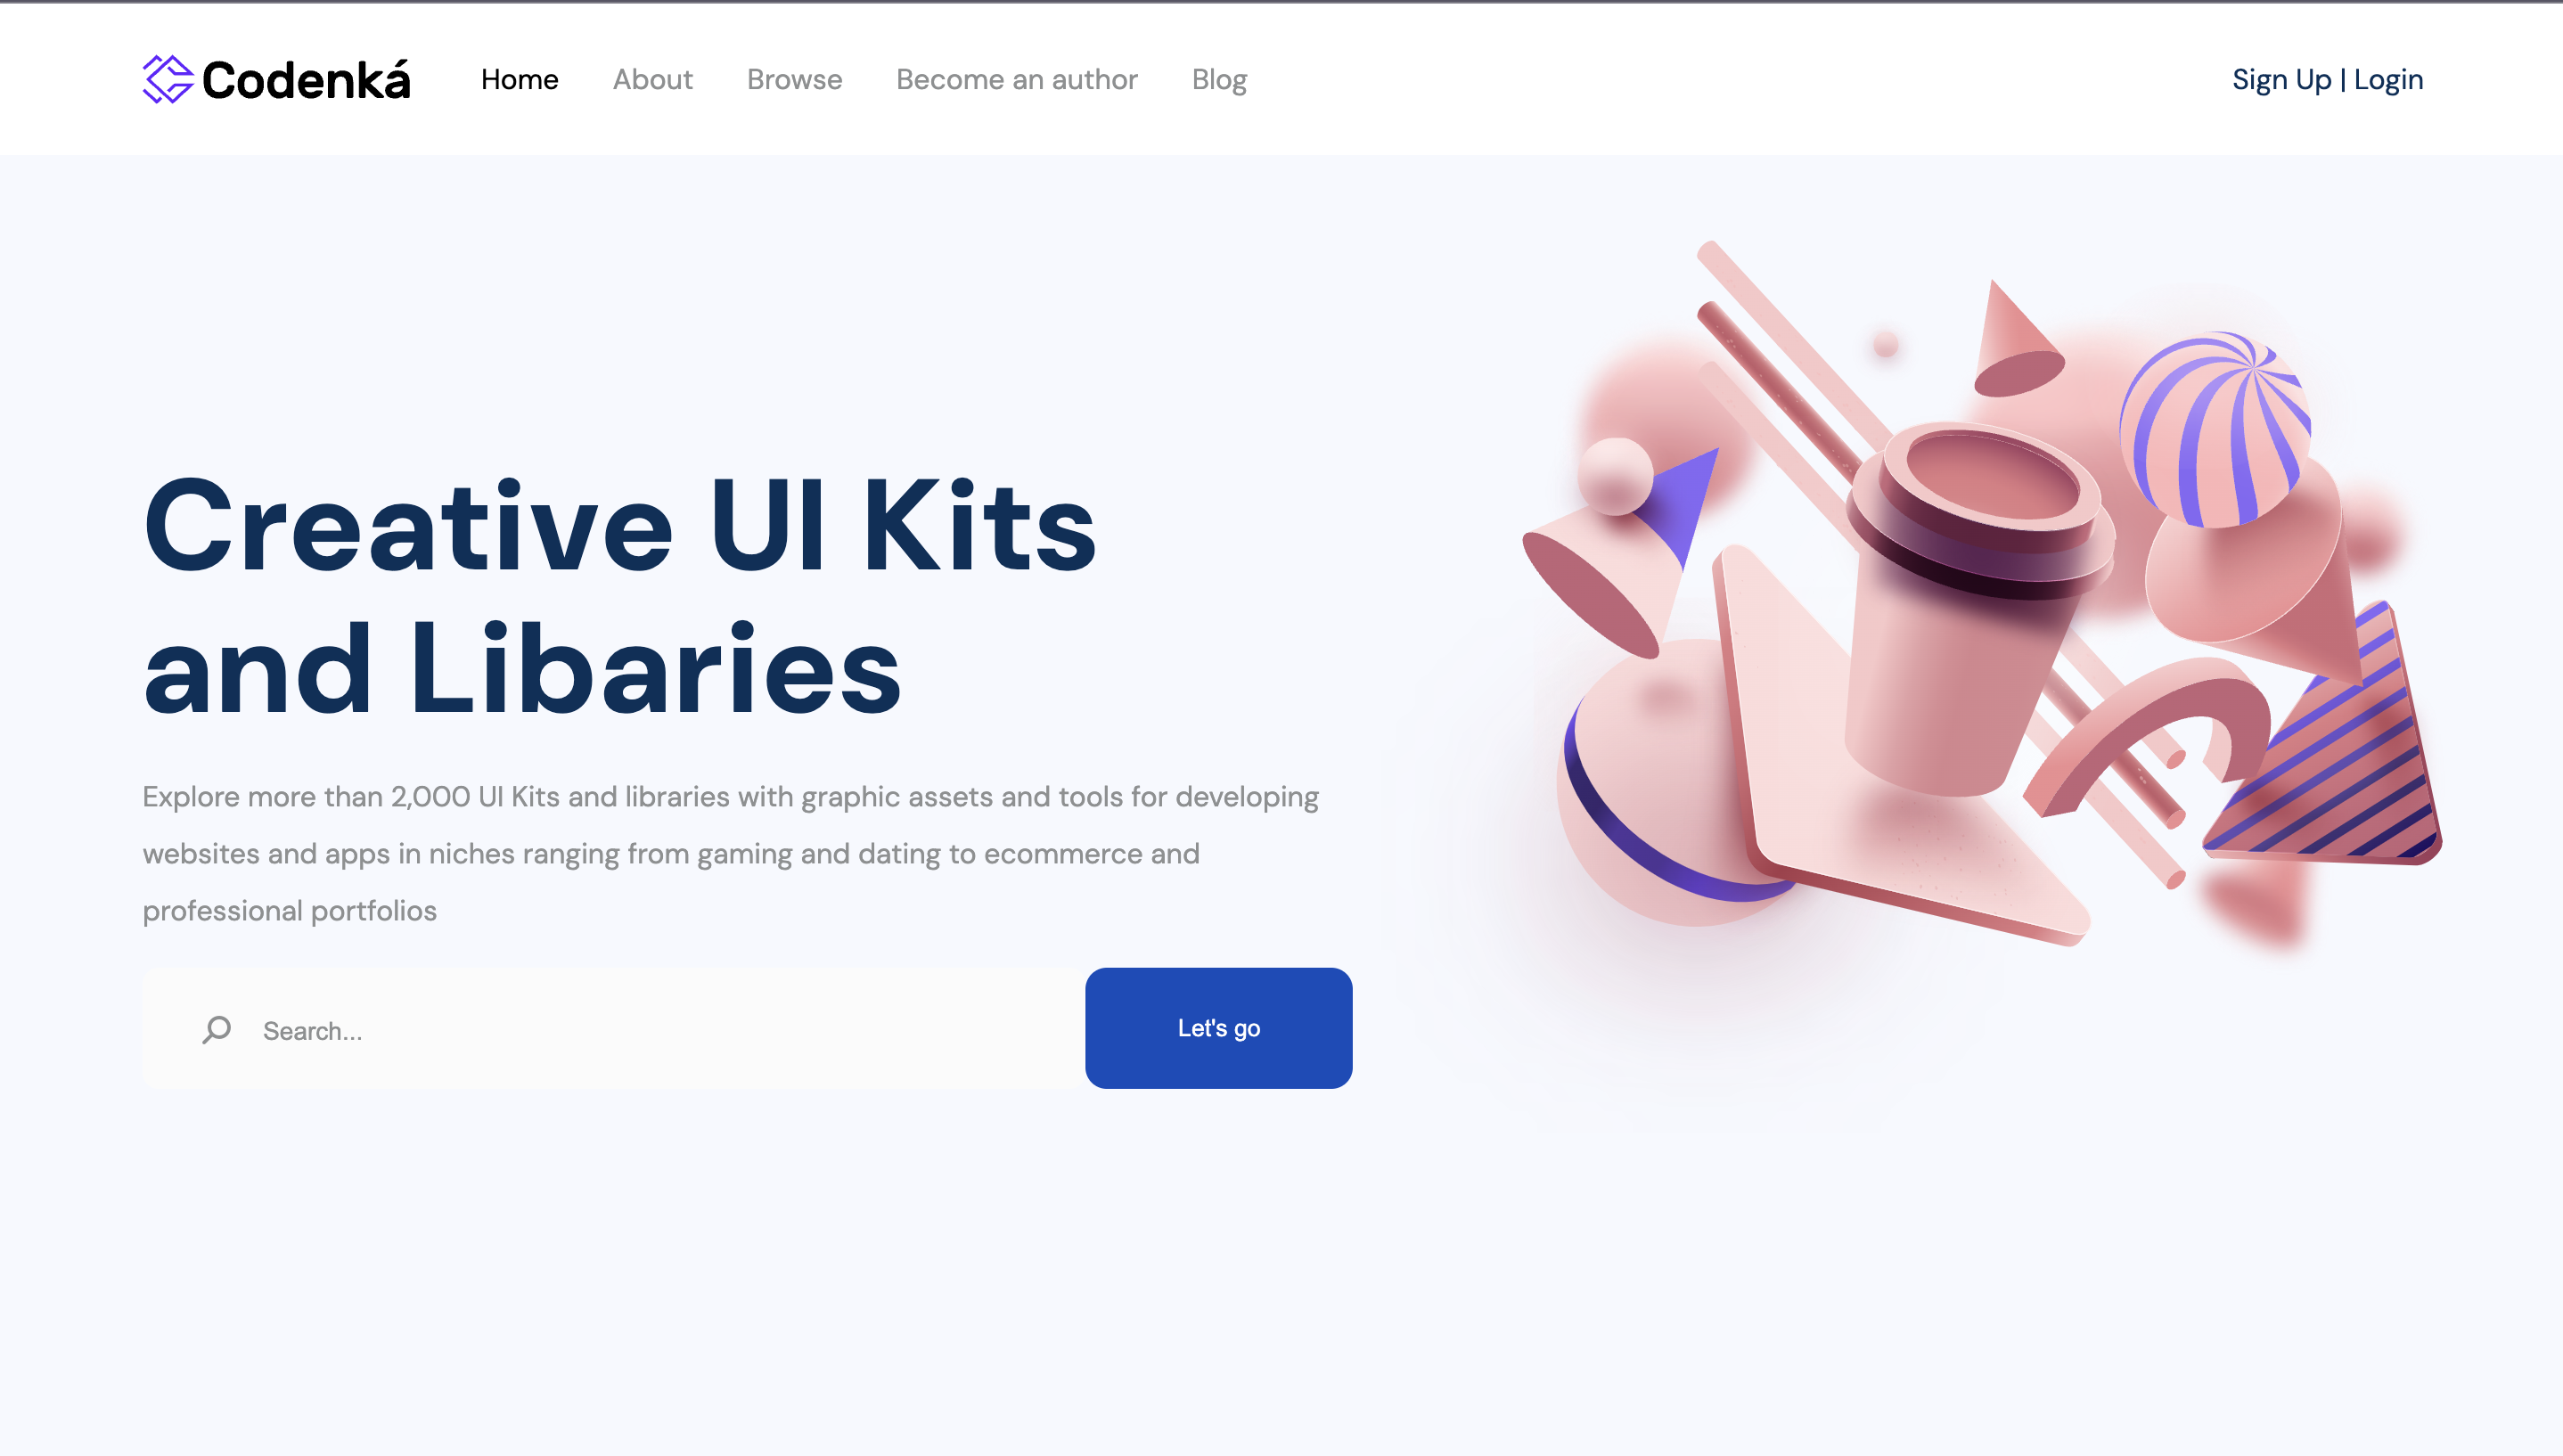 Codenká
Home About Browse Become an author Blog
Sign Up | Login
Creative UI Kits
and Libaries
Explore more than 2,000 UI Kits and libraries with graphic assets and tools for developing
websites and apps in niches ranging from gaming and dating to ecommerce and
professional portfolios
Search...
Let's go